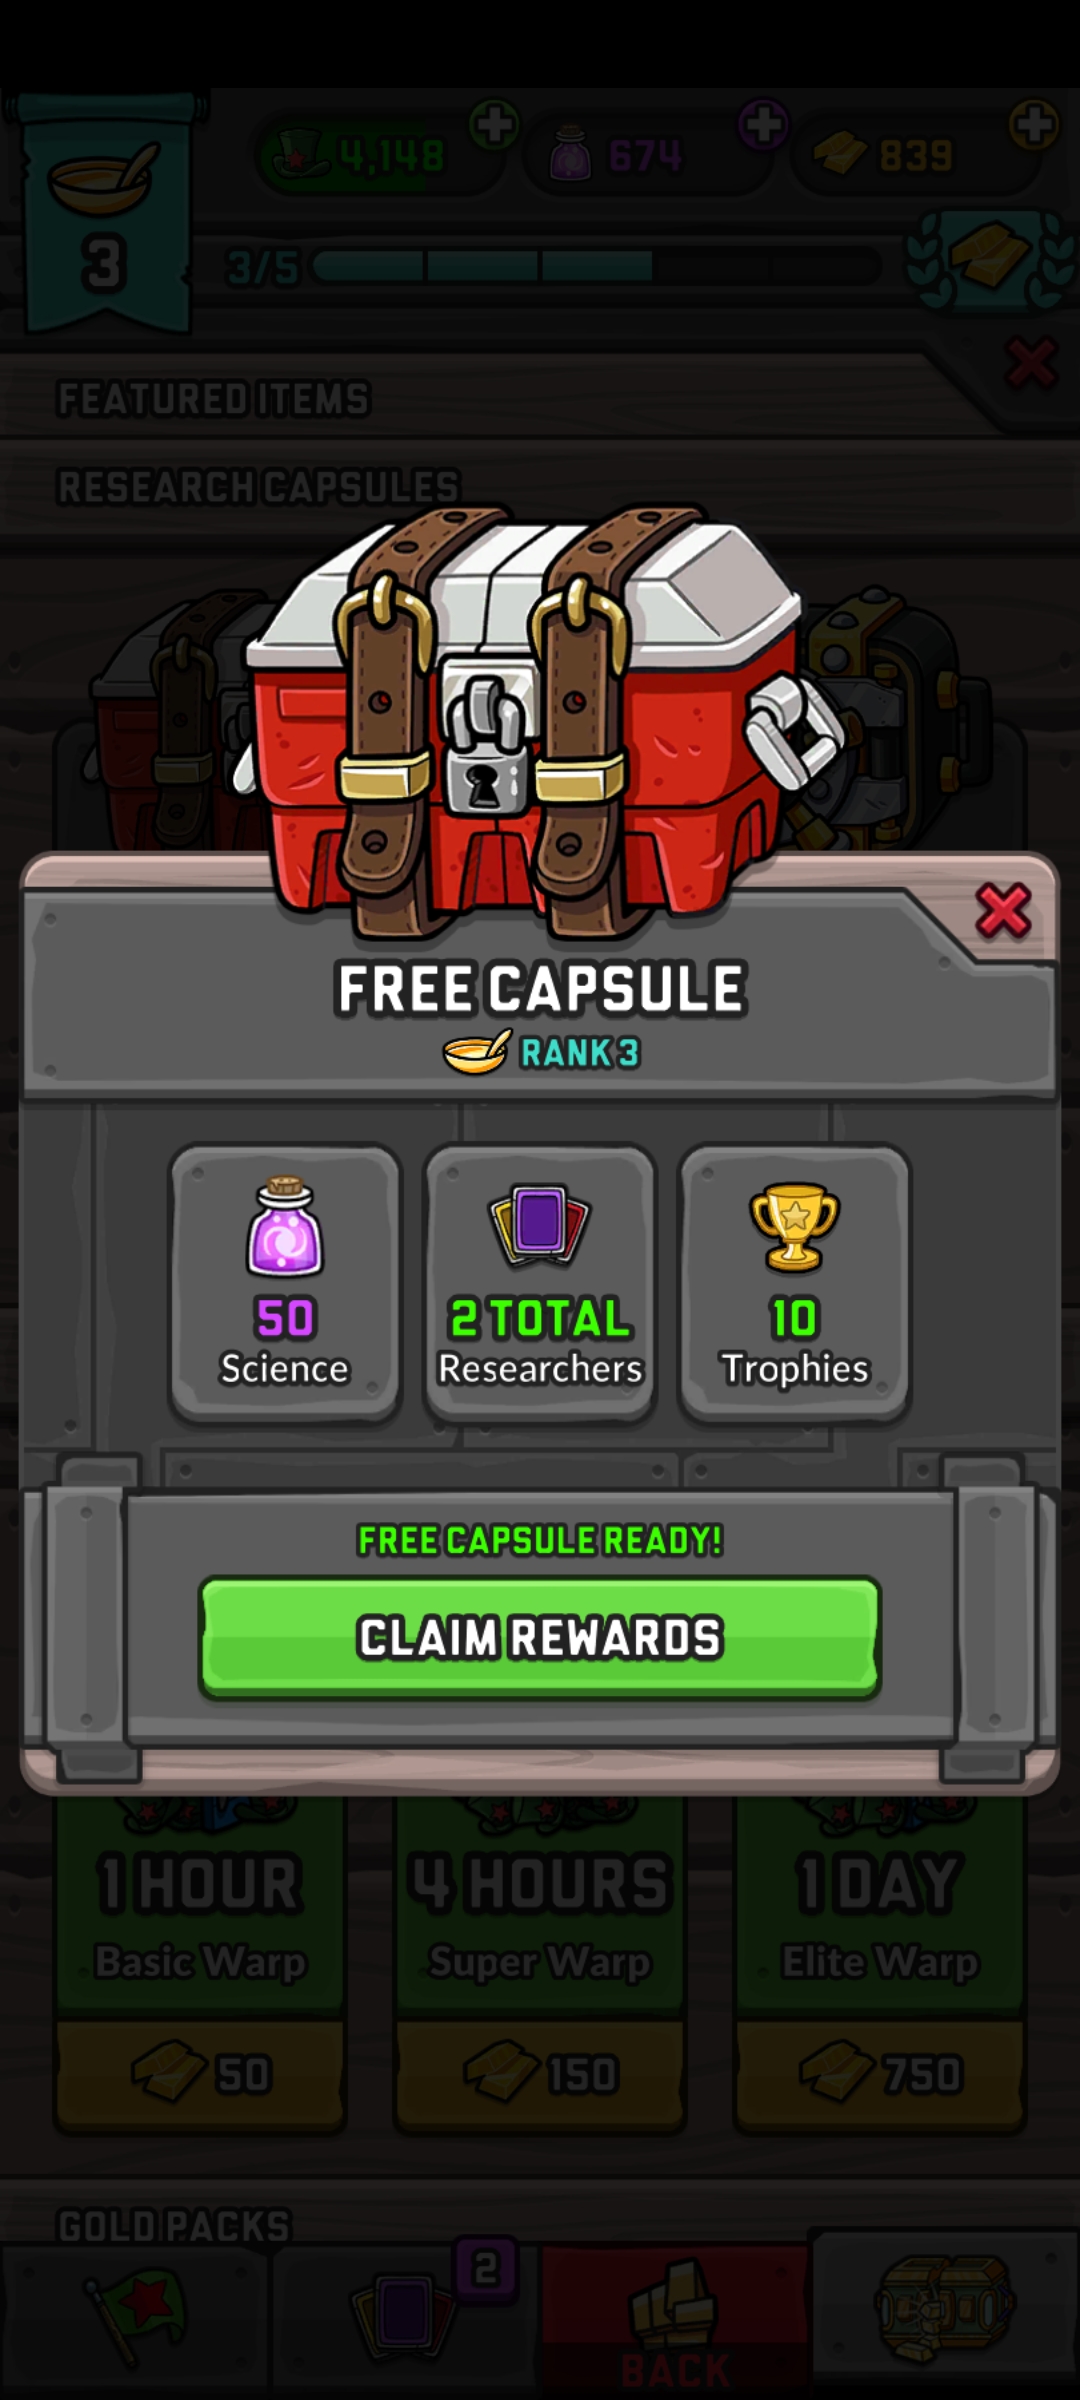 4,148
674
839
3
3/5
FEATURED ITEMS
RESEARCH CAPSULES
FREE CAPSULE
RANK 3
50
Science
2 TOTAL
Researchers
10
Trophies
FREE CAPSULE READY!
CLAIM REWARDS
1 HOUR
Basic Warp
4 HOURS
Super Warp
1 DAY
Elite Warp
50
150
750
GOLD PACKS
2
BACK